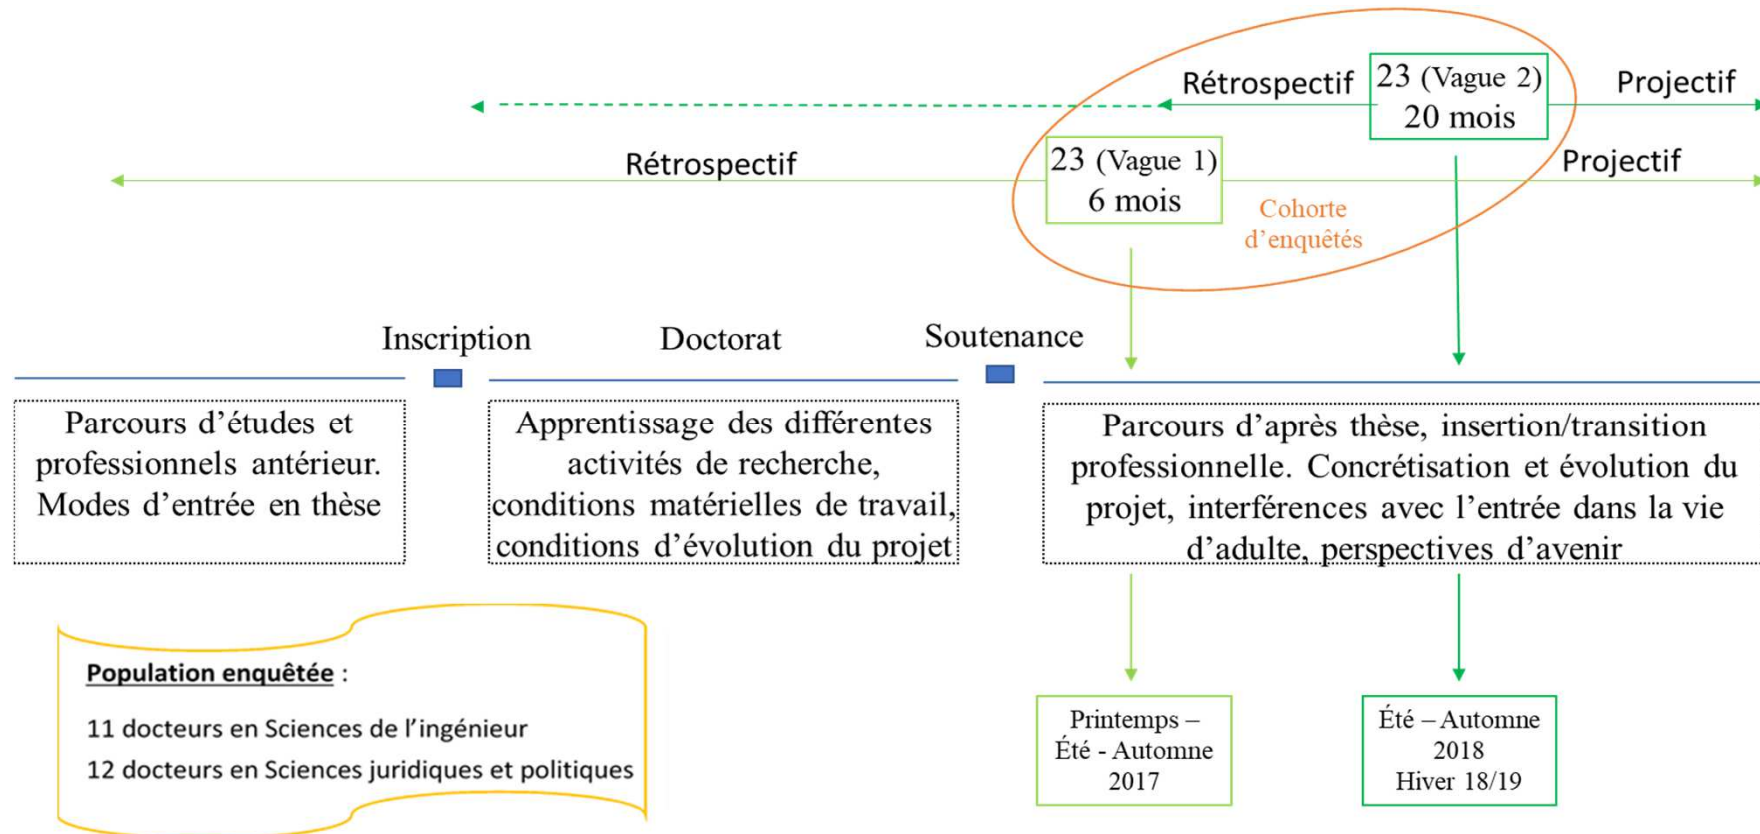 Rétrospectif
23 (Vague 2)
20 mois
Projectif
Rétrospectif
23 (Vague 1)
6 mois
Projectif
Cohorte
d’enquêtés
Inscription
Doctorat
Soutenance
Parcours d’études et
professionnels antérieur.
Modes d’entrée en thèse
Apprentissage des différentes
activités de recherche,
conditions matérielles de travail,
conditions d’évolution du projet
Parcours d’après thèse, insertion/transition
professionnelle. Concrétisation et évolution du
projet, interférences avec l’entrée dans la vie
d’adulte, perspectives d’avenir
Population enquêtée :
11 docteurs en Sciences de l’ingénieur
12 docteurs en Sciences juridiques et politiques
Printemps –
Été - Automne
2017
Été – Automne
2018
Hiver 18/19